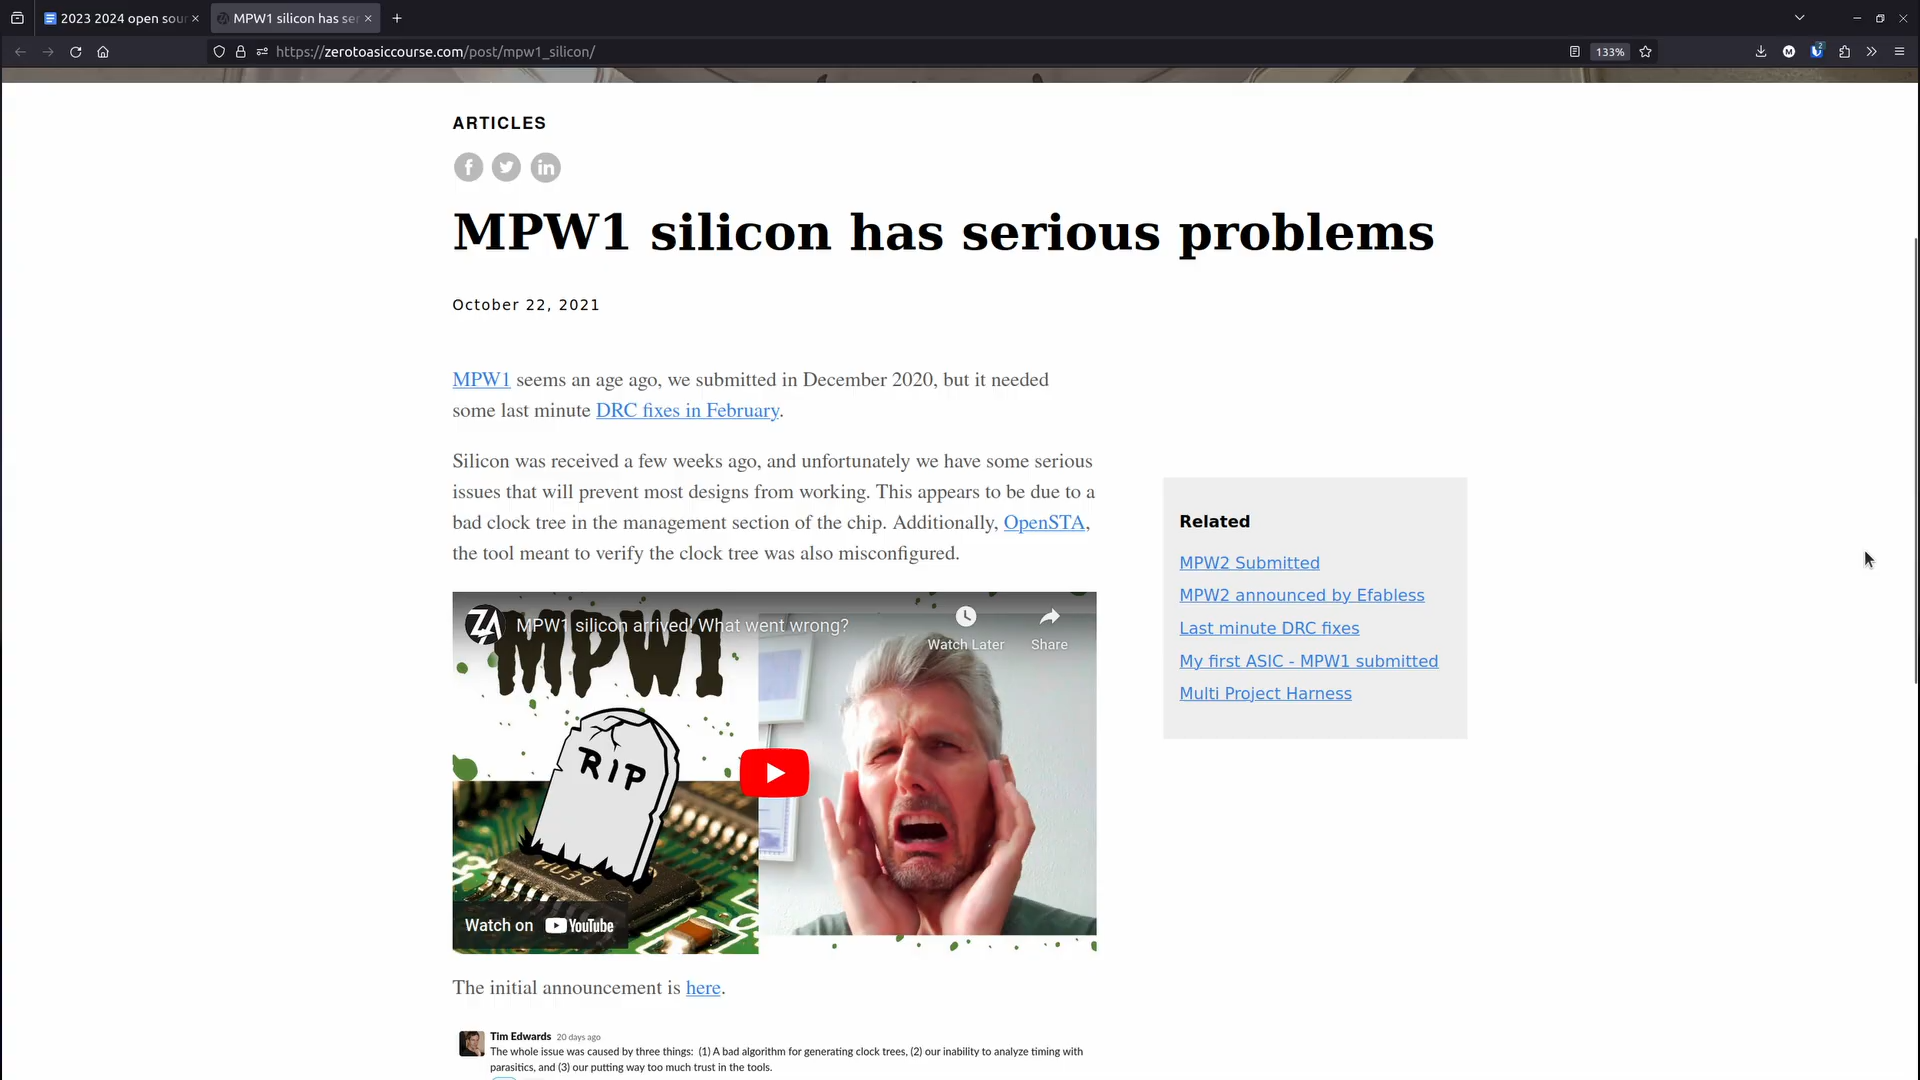 2023 2024 open sour
MPW1 silicon has ser
https://zerotoasiccourse.com/post/mpw1_silicon/
133%
M
2
ARTICLES
MPW1 silicon has serious problems
October 22, 2021
MPW1 seems an age ago, we submitted in December 2020, but it needed
some last minute DRC fixes in February.
Silicon was received a few weeks ago, and unfortunately we have some serious
issues that will prevent most designs from working. This appears to be due to a
bad clock tree in the management section of the chip. Additionally, OpenSTA,
the tool meant to verify the clock tree was also misconfigured.
Related
MPW2 Submitted
MPW2 announced by Efabless
Last minute DRC fixes
My first ASIC - MPW1 submitted
Multi Project Harness
ZA
MPW1 silicon arrived! What went wrong?
Watch Later
Share
MPW1
RIP
Watch on YouTube
The initial announcement is here.
Tim Edwards 20 days ago
The whole issue was caused by three things: (1) A bad algorithm for generating clock trees, (2) our inability to analyze timing with
parasitics, and (3) our putting way too much trust in the tools.